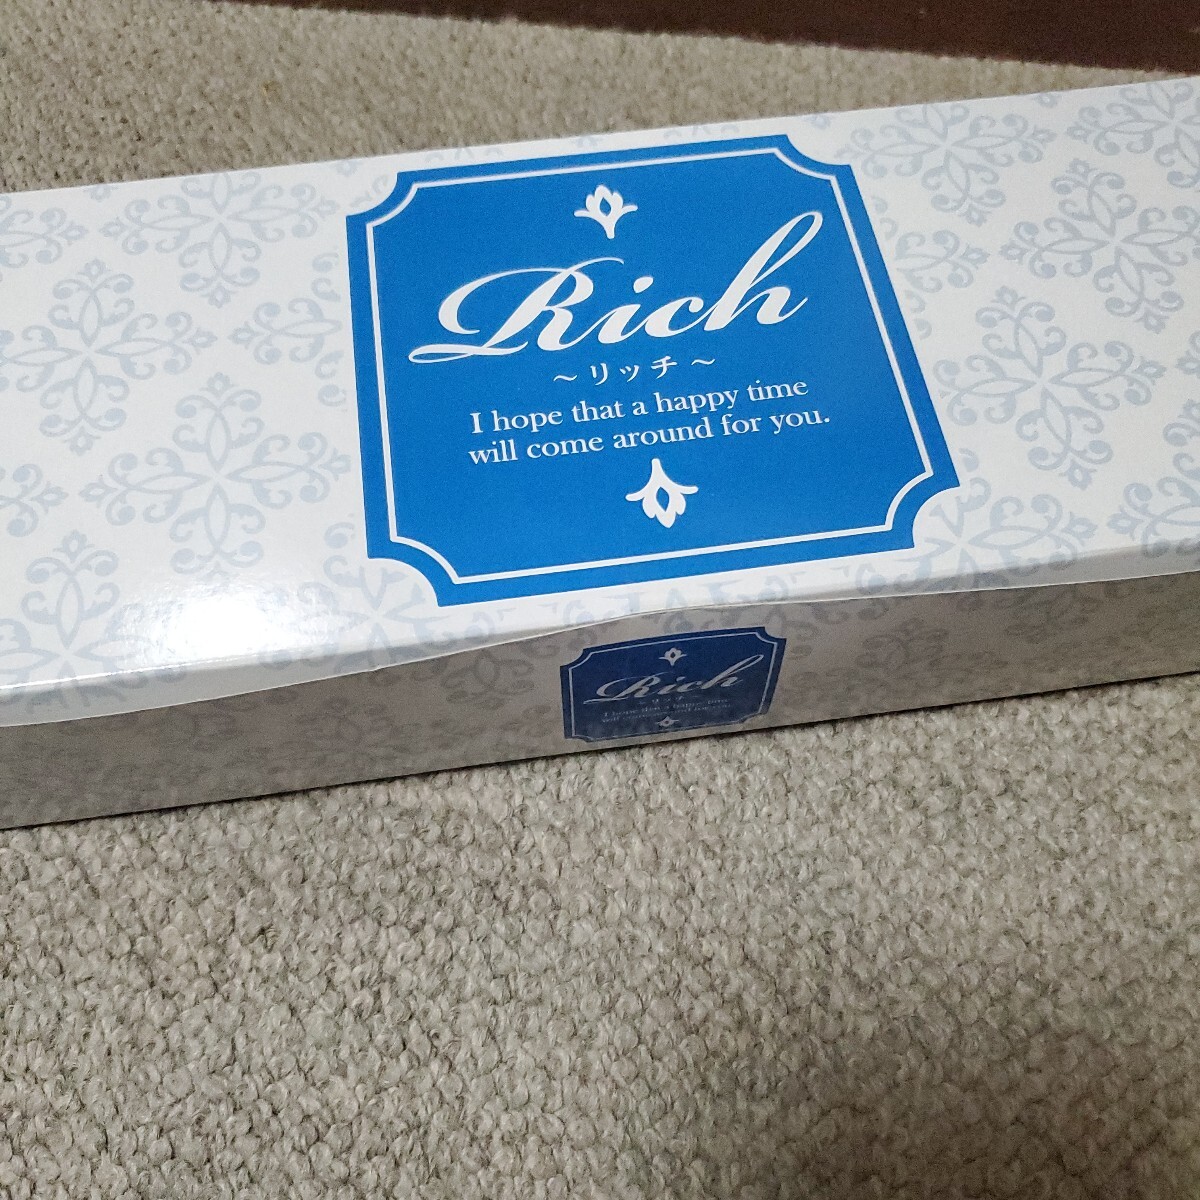 Rich
～リッチ～
I hope that a happy time
will come around for you.
Rich